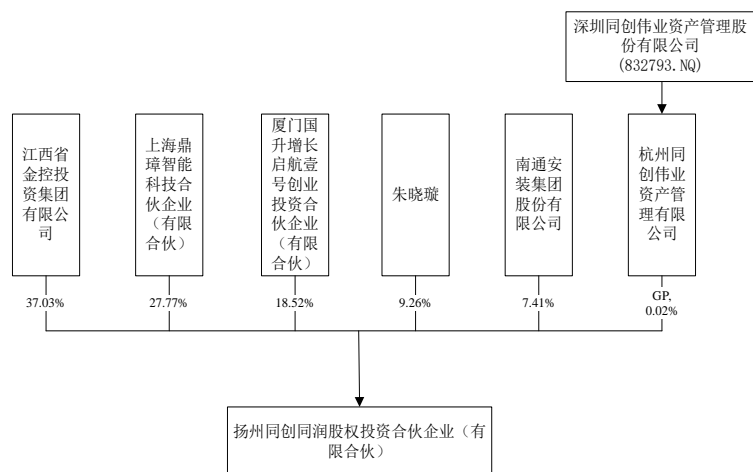 深圳同创伟业资产管理股
份有限公司
(832793.NQ)
江西省
金控投
资集团
有限公
司
上海鼎
璋智能
科技合
伙企业
（有限
合伙）
厦门国
升增长
启航壹
号创业
投资合
伙企业
（有限
合伙）
朱晓璇
南通安
装集团
股份有
限公司
杭州同
创伟业
资产管
理有限
公司
37.03%
27.77%
18.52%
9.26%
7.41%
GP,
0.02%
扬州同创同润股权投资合伙企业（有
限合伙）